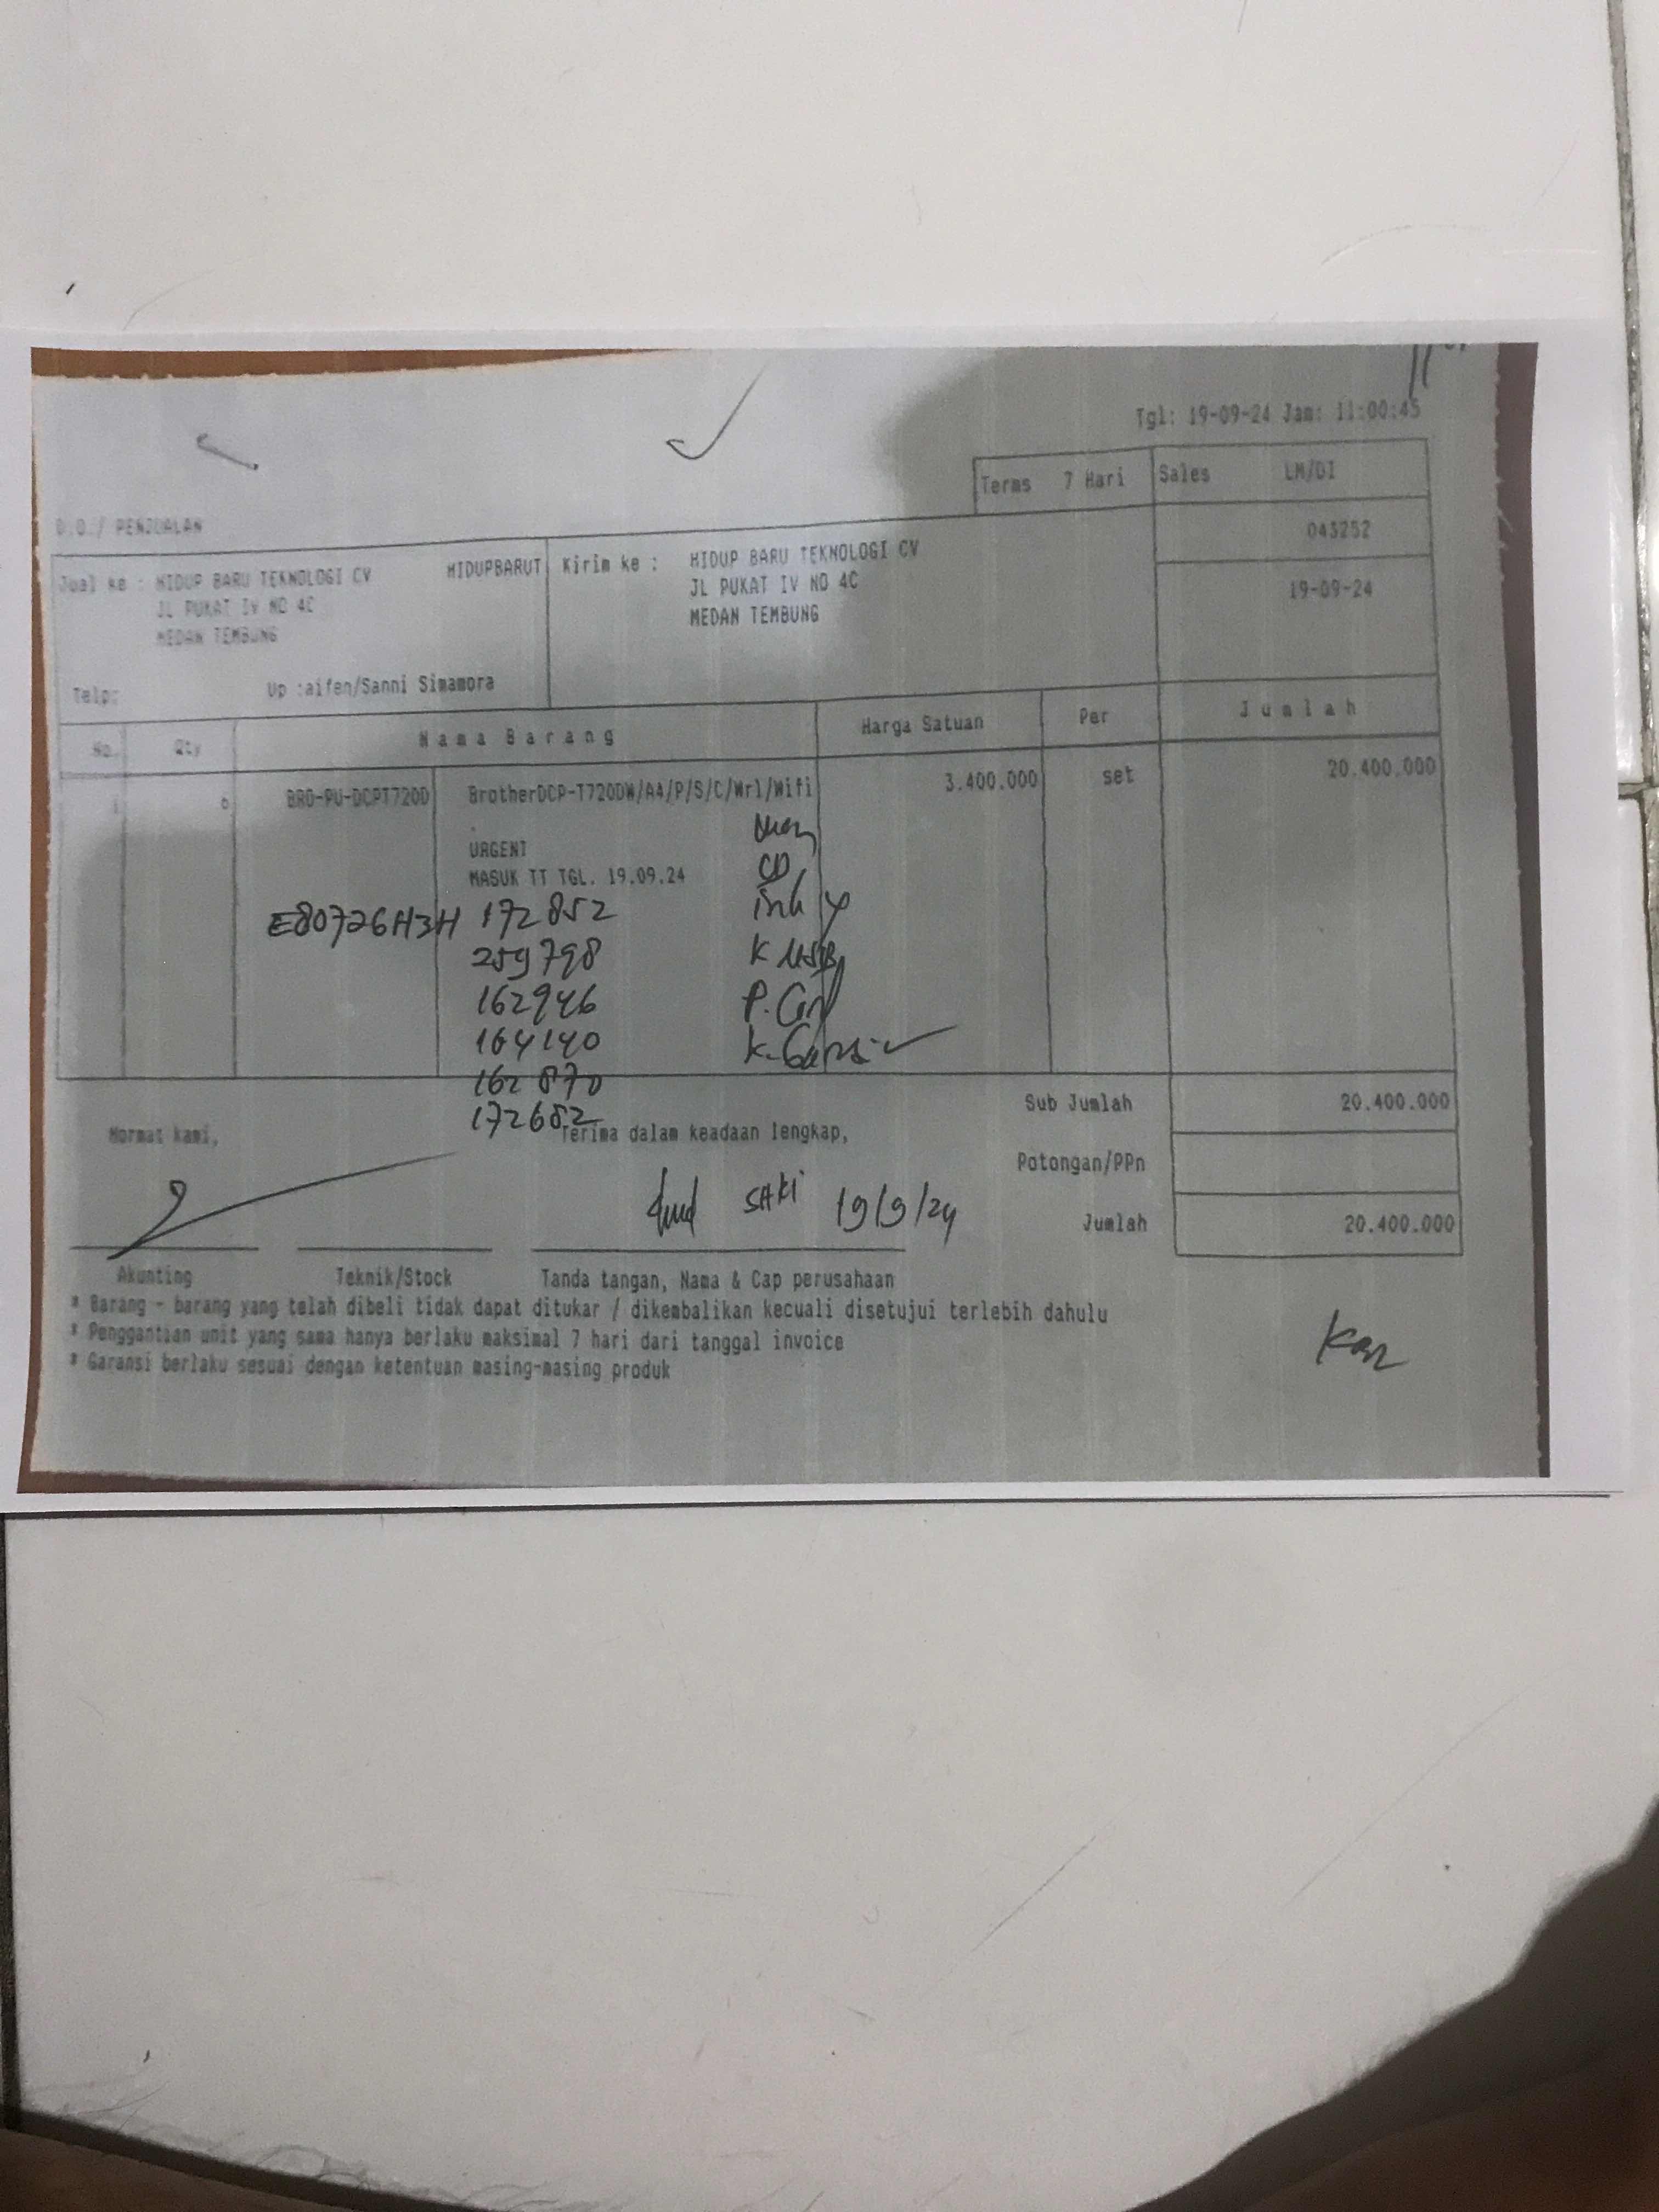 Tgl: 19-09-24 Jam: 11:00:45
Terms 7 Hari Sales LM/DI
D.O./ PENJUALAN
043252
Jual ke : HIDUP BARU TEKNOLOGI CV HIDUPBARUT Kirim ke : HIDUP BARU TEKNOLOGI CV
JL PUKAT IV NO 4C JL PUKAT IV NO 4C 19-09-24
MEDAN TEMBUNG MEDAN TEMBUNG
Telp: Up :aifen/Sanni Simamora
No. Qty Nama Barang Harga Satuan Per Jumlah
1 6 BRO-PU-DCPT720D BrotherDCP-T720DW/A4/P/S/C/Wrl/Wifi 3.400.000 set 20.400.000
URGENT
MASUK TT TGL. 19.09.24 CD
E80726H3H 172852 ink 4
259798 K USB
162946
164140 K. Garansi
162870
172682
Sub Jumlah 20.400.000
Hormat kami, Terima dalam keadaan lengkap,
Potongan/PPn
SAKI 19/9/24
Jumlah 20.400.000
Akunting Teknik/Stock Tanda tangan, Nama & Cap perusahaan
* Barang - barang yang telah dibeli tidak dapat ditukar / dikembalikan kecuali disetujui terlebih dahulu
* Penggantian unit yang sama hanya berlaku maksimal 7 hari dari tanggal invoice
* Garansi berlaku sesuai dengan ketentuan masing-masing produk